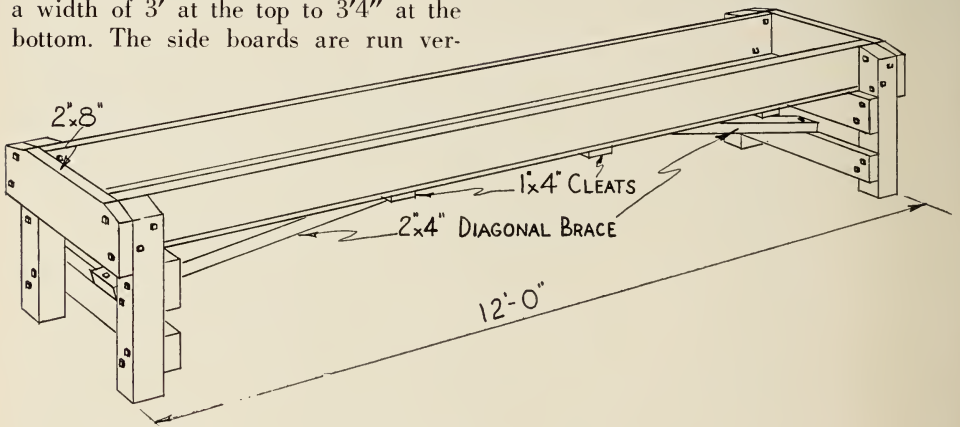 a width of 3' at the top to 3'4" at the
bottom. The side boards are run ver-
2"x8"
1"x4" CLEATS
2"x4" DIAGONAL BRACE
12'-0"